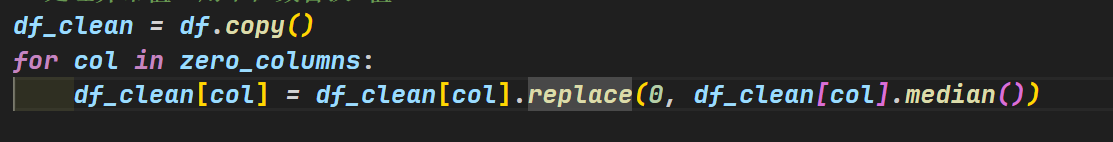 df_clean = df.copy()
for col in zero_columns:
    df_clean[col] = df_clean[col].replace(0, df_clean[col].median())